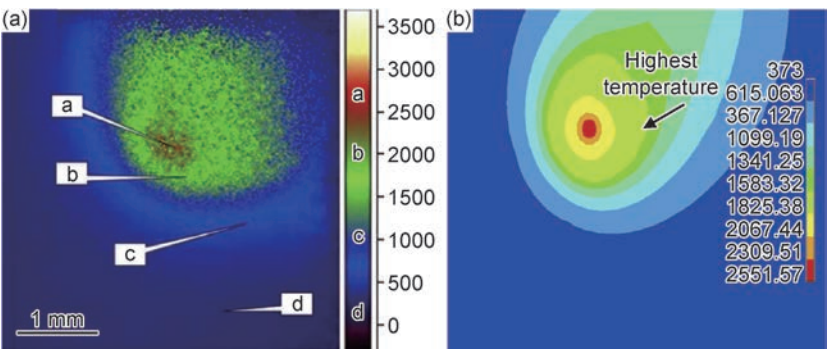 (a)
a
b
c
d
1 mm
3500
3000
a
2500
2000
b
1500
1000
c
500
d
0
(b)
Highest
temperature
373
615.063
367.127
1099.19
1341.25
1583.32
1825.38
2067.44
2309.51
2551.57